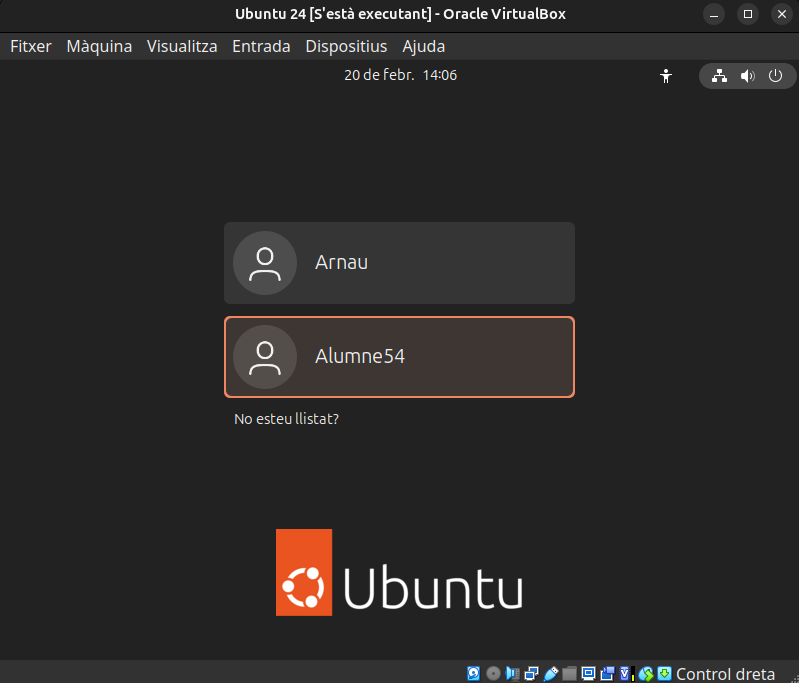 Ubuntu 24 [S'està executant] - Oracle VirtualBox
Fitxer Màquina Visualitza Entrada Dispositius Ajuda
20 de febr. 14:06
Arnau
Alumne54
No esteu llistat?
Ubuntu
Control dreta